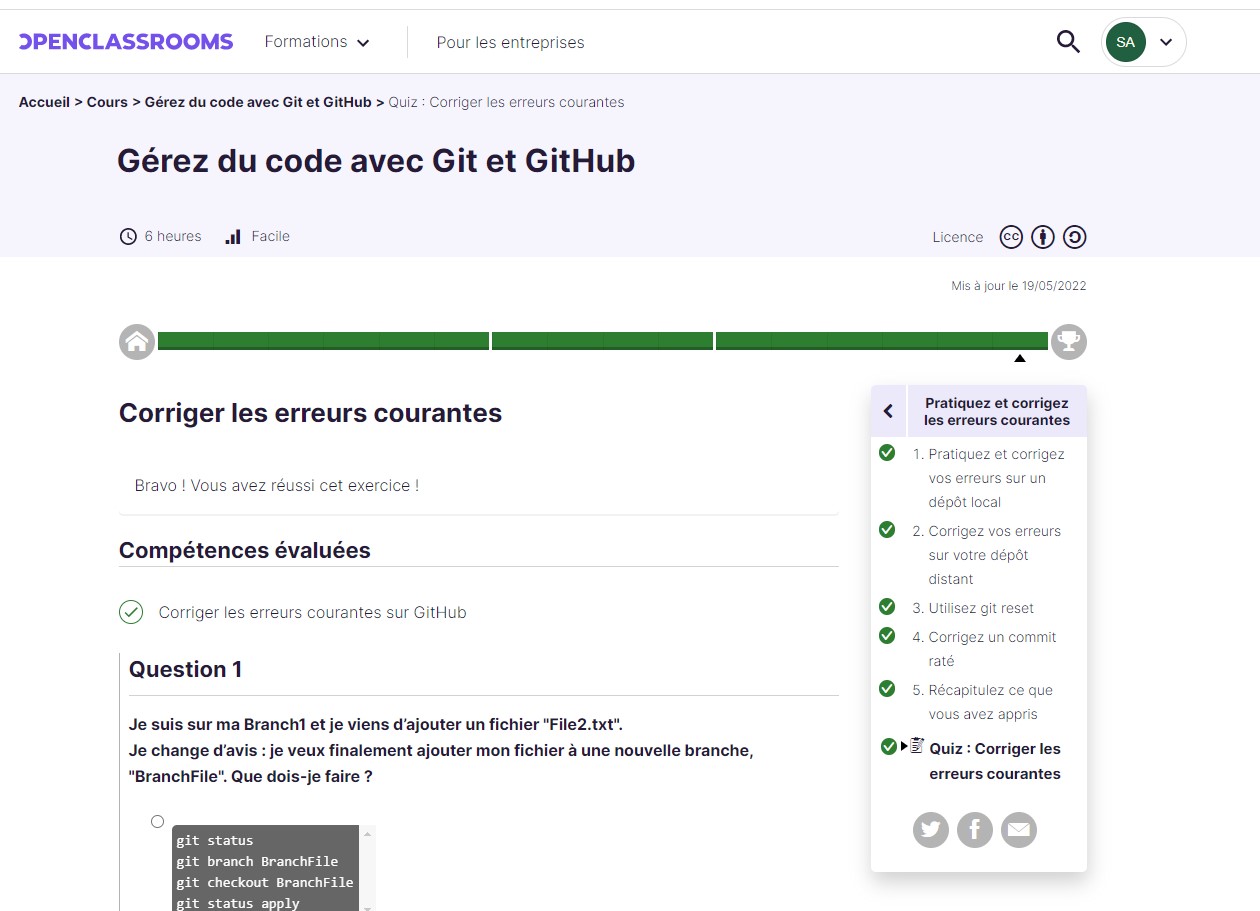 OPENCLASSROOMS
Formations
Pour les entreprises
SA
Accueil > Cours > Gérez du code avec Git et GitHub > Quiz : Corriger les erreurs courantes
Gérez du code avec Git et GitHub
6 heures
Facile
Licence
CC
Mis à jour le 19/05/2022
Corriger les erreurs courantes
Bravo ! Vous avez réussi cet exercice !
Compétences évaluées
Corriger les erreurs courantes sur GitHub
Question 1
Je suis sur ma Branch1 et je viens d’ajouter un fichier "File2.txt".
Je change d’avis : je veux finalement ajouter mon fichier à une nouvelle branche,
"BranchFile". Que dois-je faire ?
git status
git branch BranchFile
git checkout BranchFile
git status apply
Pratiquez et corrigez
les erreurs courantes
1. Pratiquez et corrigez
vos erreurs sur un
dépôt local
2. Corrigez vos erreurs
sur votre dépôt
distant
3. Utilisez git reset
4. Corrigez un commit
raté
5. Récapitulez ce que
vous avez appris
Quiz : Corriger les
erreurs courantes